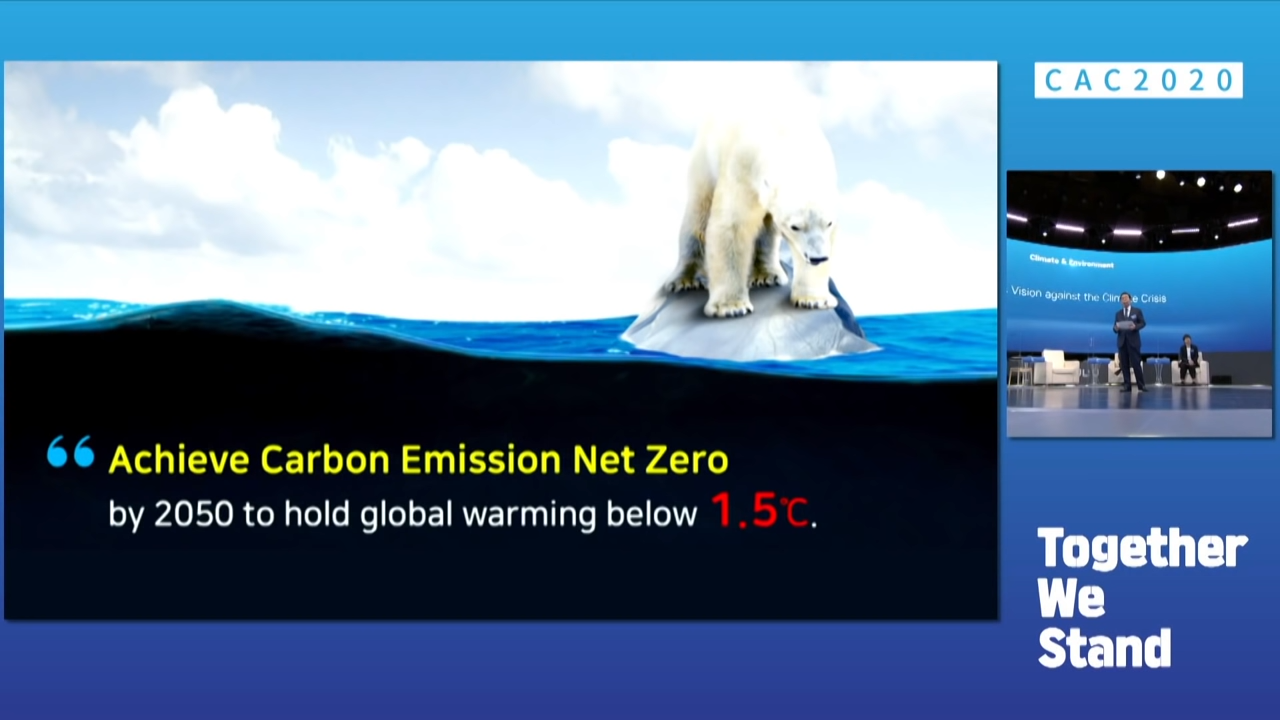 CAC2020
Climate & Environment
Vision against the Climate Crisis
“ Achieve Carbon Emission Net Zero
by 2050 to hold global warming below 1.5℃.
Together
We
Stand